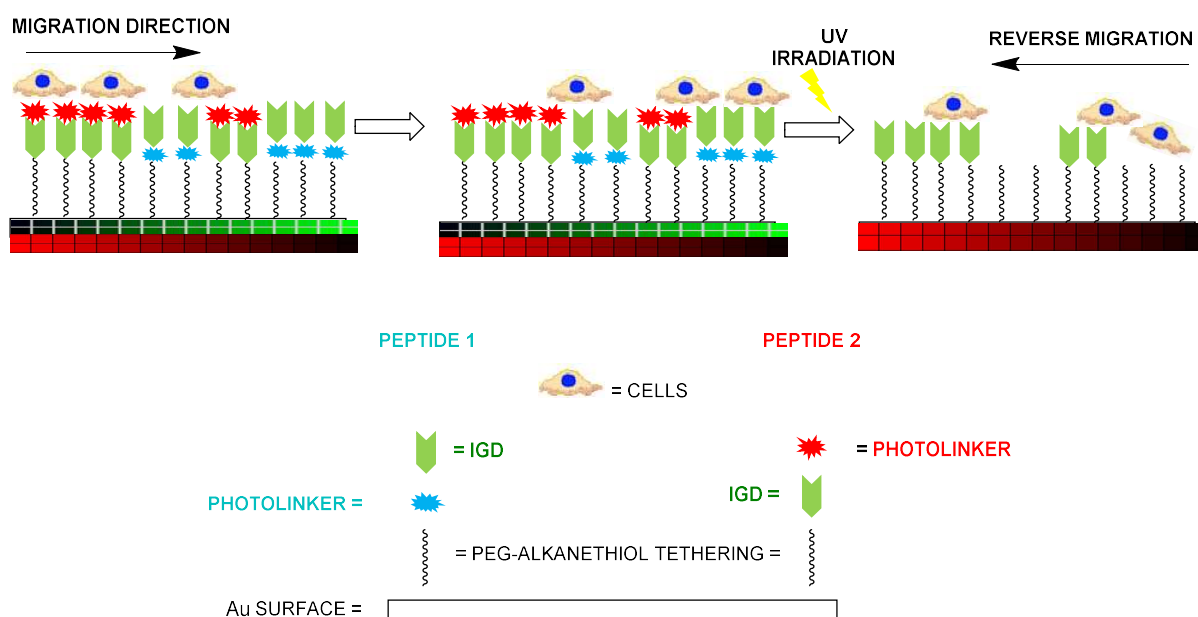 MIGRATION DIRECTION
UV
IRRADIATION
REVERSE MIGRATION
PEPTIDE 1
PEPTIDE 2
= CELLS
= IGD
= PHOTOLINKER
PHOTOLINKER =
IGD =
= PEG-ALKANETHIOL TETHERING =
Au SURFACE =